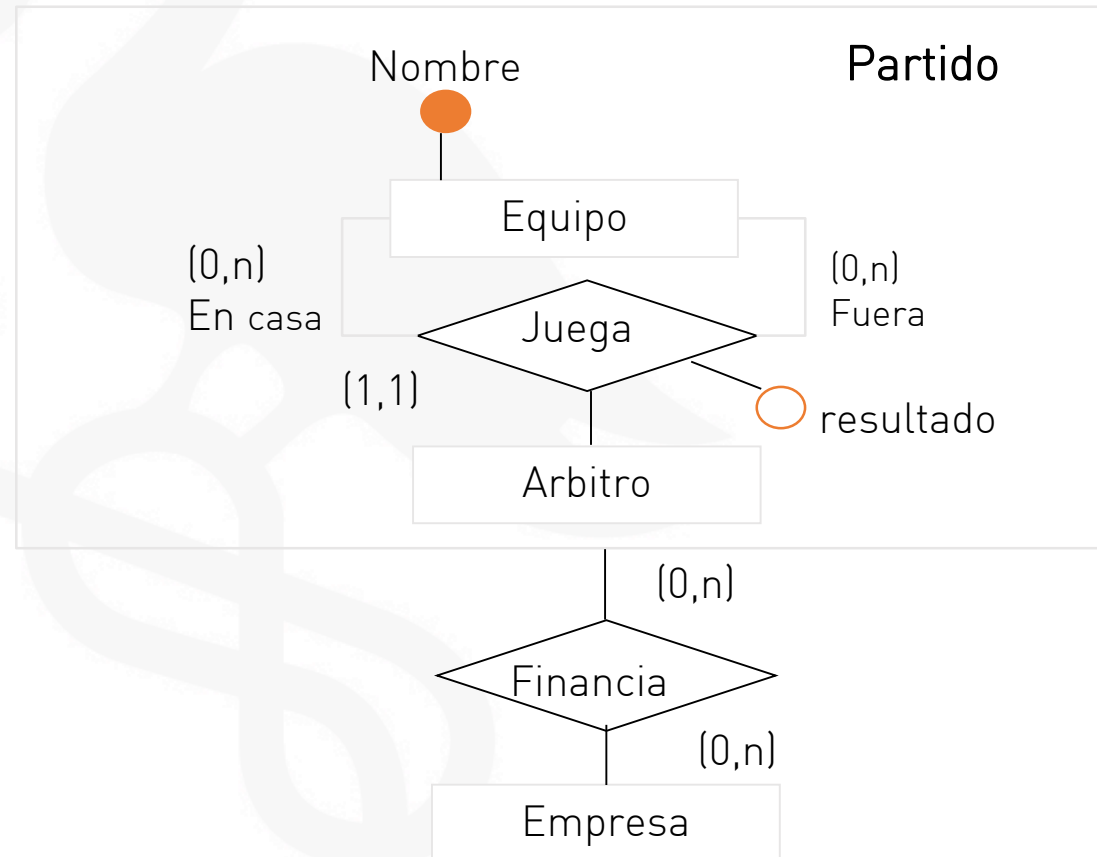 Nombre
Partido
Equipo
(0,n)
En casa
(0,n)
Fuera
Juega
(1,1)
resultado
Arbitro
(0,n)
Financia
(0,n)
Empresa